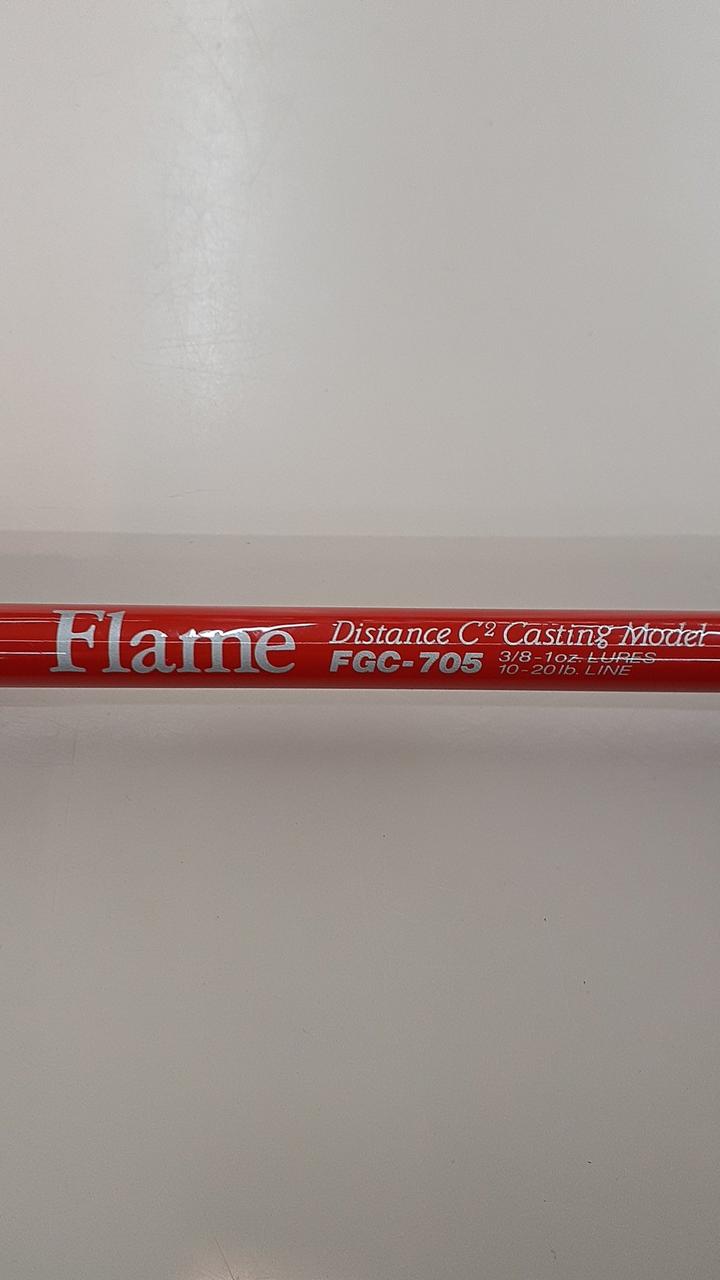 Flame
Distance C² Casting Model
FGC-705
3/8-1oz. LURES
10-20lb. LINE